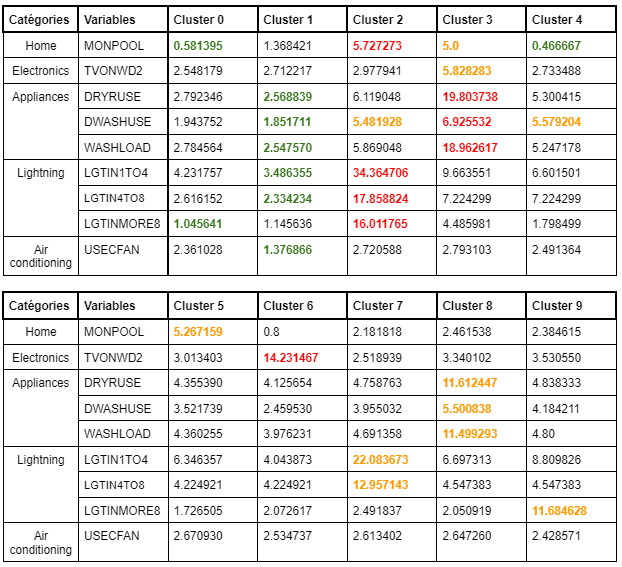 Catégories Variables Cluster 0 Cluster 1 Cluster 2 Cluster 3 Cluster 4
Home MONPOOL 0.581395 1.368421 5.727273 5.0 0.466667
Electronics TVONWD2 2.548179 2.712217 2.977941 5.828283 2.733488
Appliances DRYRUSE 2.792346 2.568839 6.119048 19.803738 5.300415
DWASHUSE 1.943752 1.851711 5.481928 6.925532 5.579204
WASHLOAD 2.784564 2.547570 5.869048 18.962617 5.247178
Lightning LGTIN1TO4 4.231757 3.486355 34.364706 9.663551 6.601501
LGTIN4TO8 2.616152 2.334234 17.858824 7.224299 7.224299
LGTINMORE8 1.045641 1.145636 16.011765 4.485981 1.798499
Air conditioning USECFAN 2.361028 1.376866 2.720588 2.793103 2.491364
Catégories Variables Cluster 5 Cluster 6 Cluster 7 Cluster 8 Cluster 9
Home MONPOOL 5.267159 0.8 2.181818 2.461538 2.384615
Electronics TVONWD2 3.013403 14.231467 2.518939 3.340102 3.530550
Appliances DRYRUSE 4.355390 4.125654 4.758763 11.612447 4.838333
DWASHUSE 3.521739 2.459530 3.955032 5.500838 4.184211
WASHLOAD 4.360255 3.976231 4.691358 11.499293 4.80
Lightning LGTIN1TO4 6.346357 4.043873 22.083673 6.697313 8.809826
LGTIN4TO8 4.224921 4.224921 12.957143 4.547383 4.547383
LGTINMORE8 1.726505 2.072617 2.491837 2.050919 11.684628
Air conditioning USECFAN 2.670930 2.534737 2.613402 2.647260 2.428571